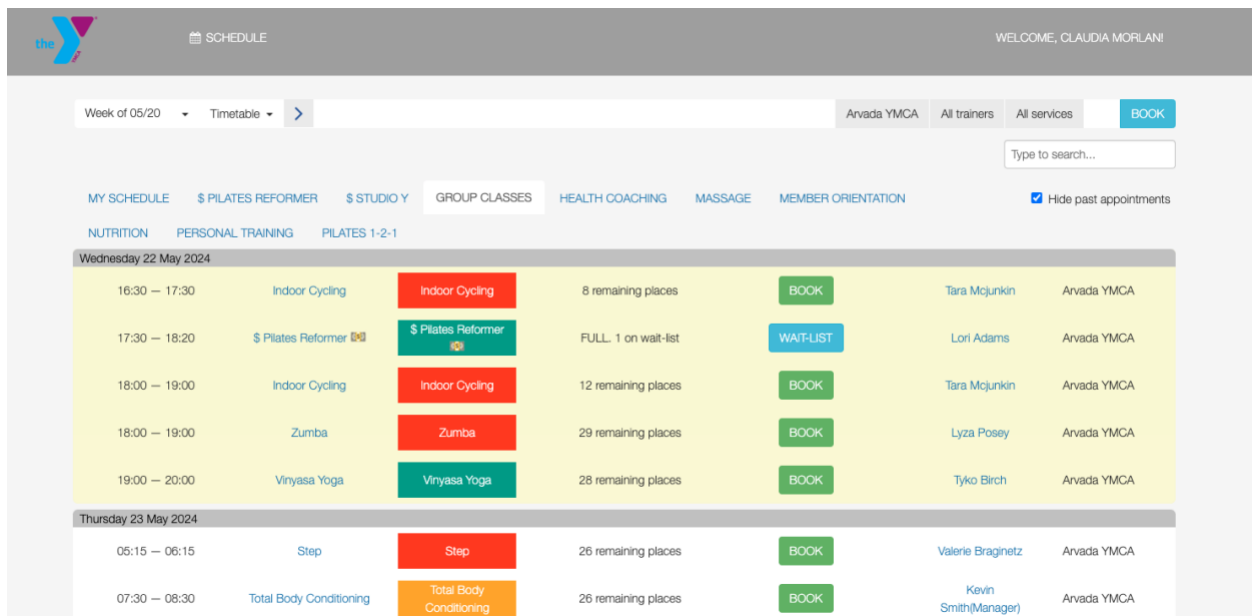 the
SCHEDULE
WELCOME, CLAUDIA MORLAN!
Week of 05/20 Timetable Arvada YMCA All trainers All services BOOK
Type to search...
MY SCHEDULE $ PILATES REFORMER $ STUDIO Y GROUP CLASSES HEALTH COACHING MASSAGE MEMBER ORIENTATION Hide past appointments
NUTRITION PERSONAL TRAINING PILATES 1-2-1
Wednesday 22 May 2024
16:30 — 17:30 Indoor Cycling Indoor Cycling 8 remaining places BOOK Tara Mcjunkin Arvada YMCA
17:30 — 18:20 $ Pilates Reformer $ Pilates Reformer FULL. 1 on wait-list WAIT-LIST Lori Adams Arvada YMCA
18:00 — 19:00 Indoor Cycling Indoor Cycling 12 remaining places BOOK Tara Mcjunkin Arvada YMCA
18:00 — 19:00 Zumba Zumba 29 remaining places BOOK Lyza Posey Arvada YMCA
19:00 — 20:00 Vinyasa Yoga Vinyasa Yoga 28 remaining places BOOK Tyko Birch Arvada YMCA
Thursday 23 May 2024
05:15 — 06:15 Step Step 26 remaining places BOOK Valerie Braginetz Arvada YMCA
07:30 — 08:30 Total Body Conditioning Total Body Conditioning 26 remaining places BOOK Kevin Smith(Manager) Arvada YMCA